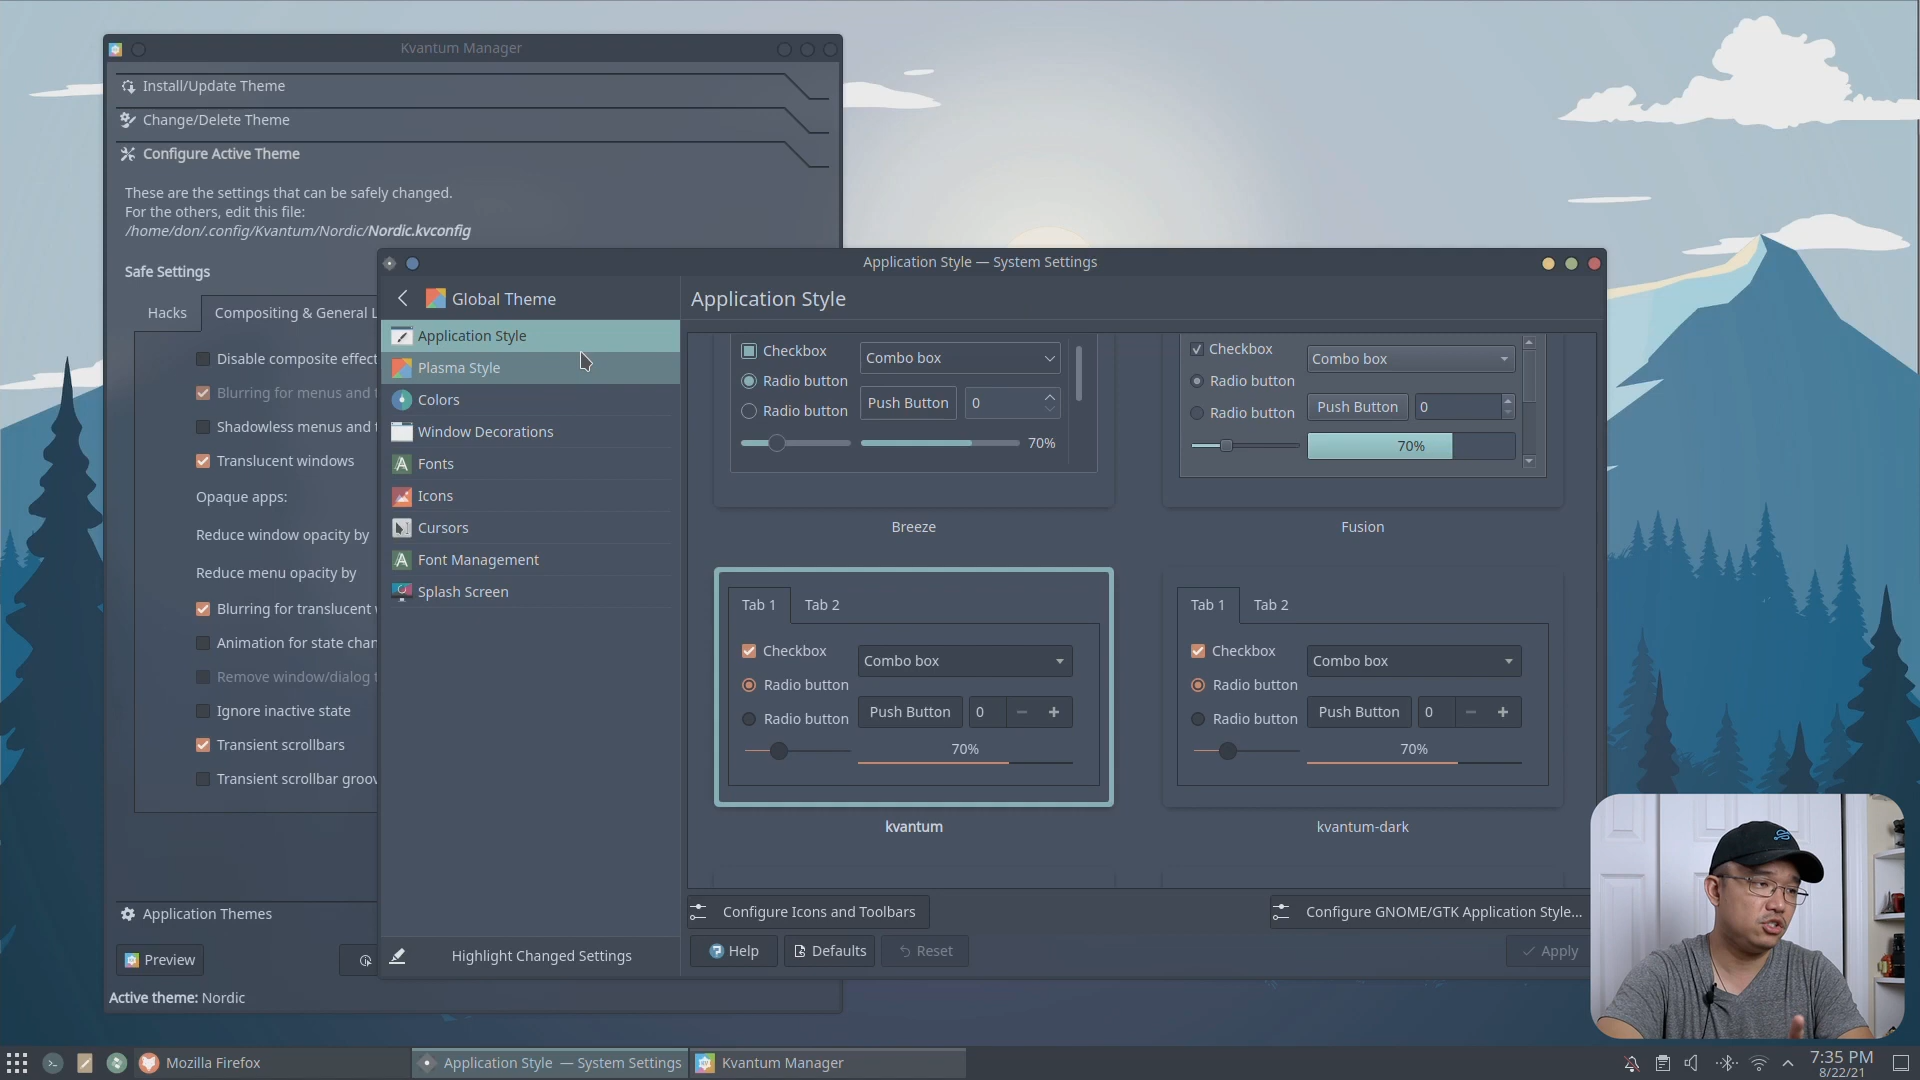 Kvantum Manager
Install/Update Theme
Change/Delete Theme
Configure Active Theme
These are the settings that can be safely changed.
For the others, edit this file:
/home/don/.config/Kvantum/Nordic/Nordic.kvconfig
Safe Settings
Hacks
Compositing & General L
Disable composite effect
Blurring for menus and t
Shadowless menus and t
Translucent windows
Opaque apps:
Reduce window opacity by
Reduce menu opacity by
Blurring for translucent
Animation for state chan
Remove window/dialog
Ignore inactive state
Transient scrollbars
Transient scrollbar groov
Application Themes
Preview
Active theme: Nordic
Application Style — System Settings
Global Theme
Application Style
Plasma Style
Colors
Window Decorations
Fonts
Icons
Cursors
Font Management
Splash Screen
Highlight Changed Settings
Application Style
Checkbox
Combo box
Radio button
Push Button
0
Radio button
70%
Breeze
Checkbox
Combo box
Radio button
Push Button
0
Radio button
70%
Fusion
Tab 1
Tab 2
Checkbox
Combo box
Radio button
Push Button
0
Radio button
70%
kvantum
Tab 1
Tab 2
Checkbox
Combo box
Radio button
Push Button
0
Radio button
70%
kvantum-dark
Configure Icons and Toolbars
Configure GNOME/GTK Application Style...
Help
Defaults
Reset
Apply
Mozilla Firefox
Application Style — System Settings
Kvantum Manager
7:35 PM
8/22/21